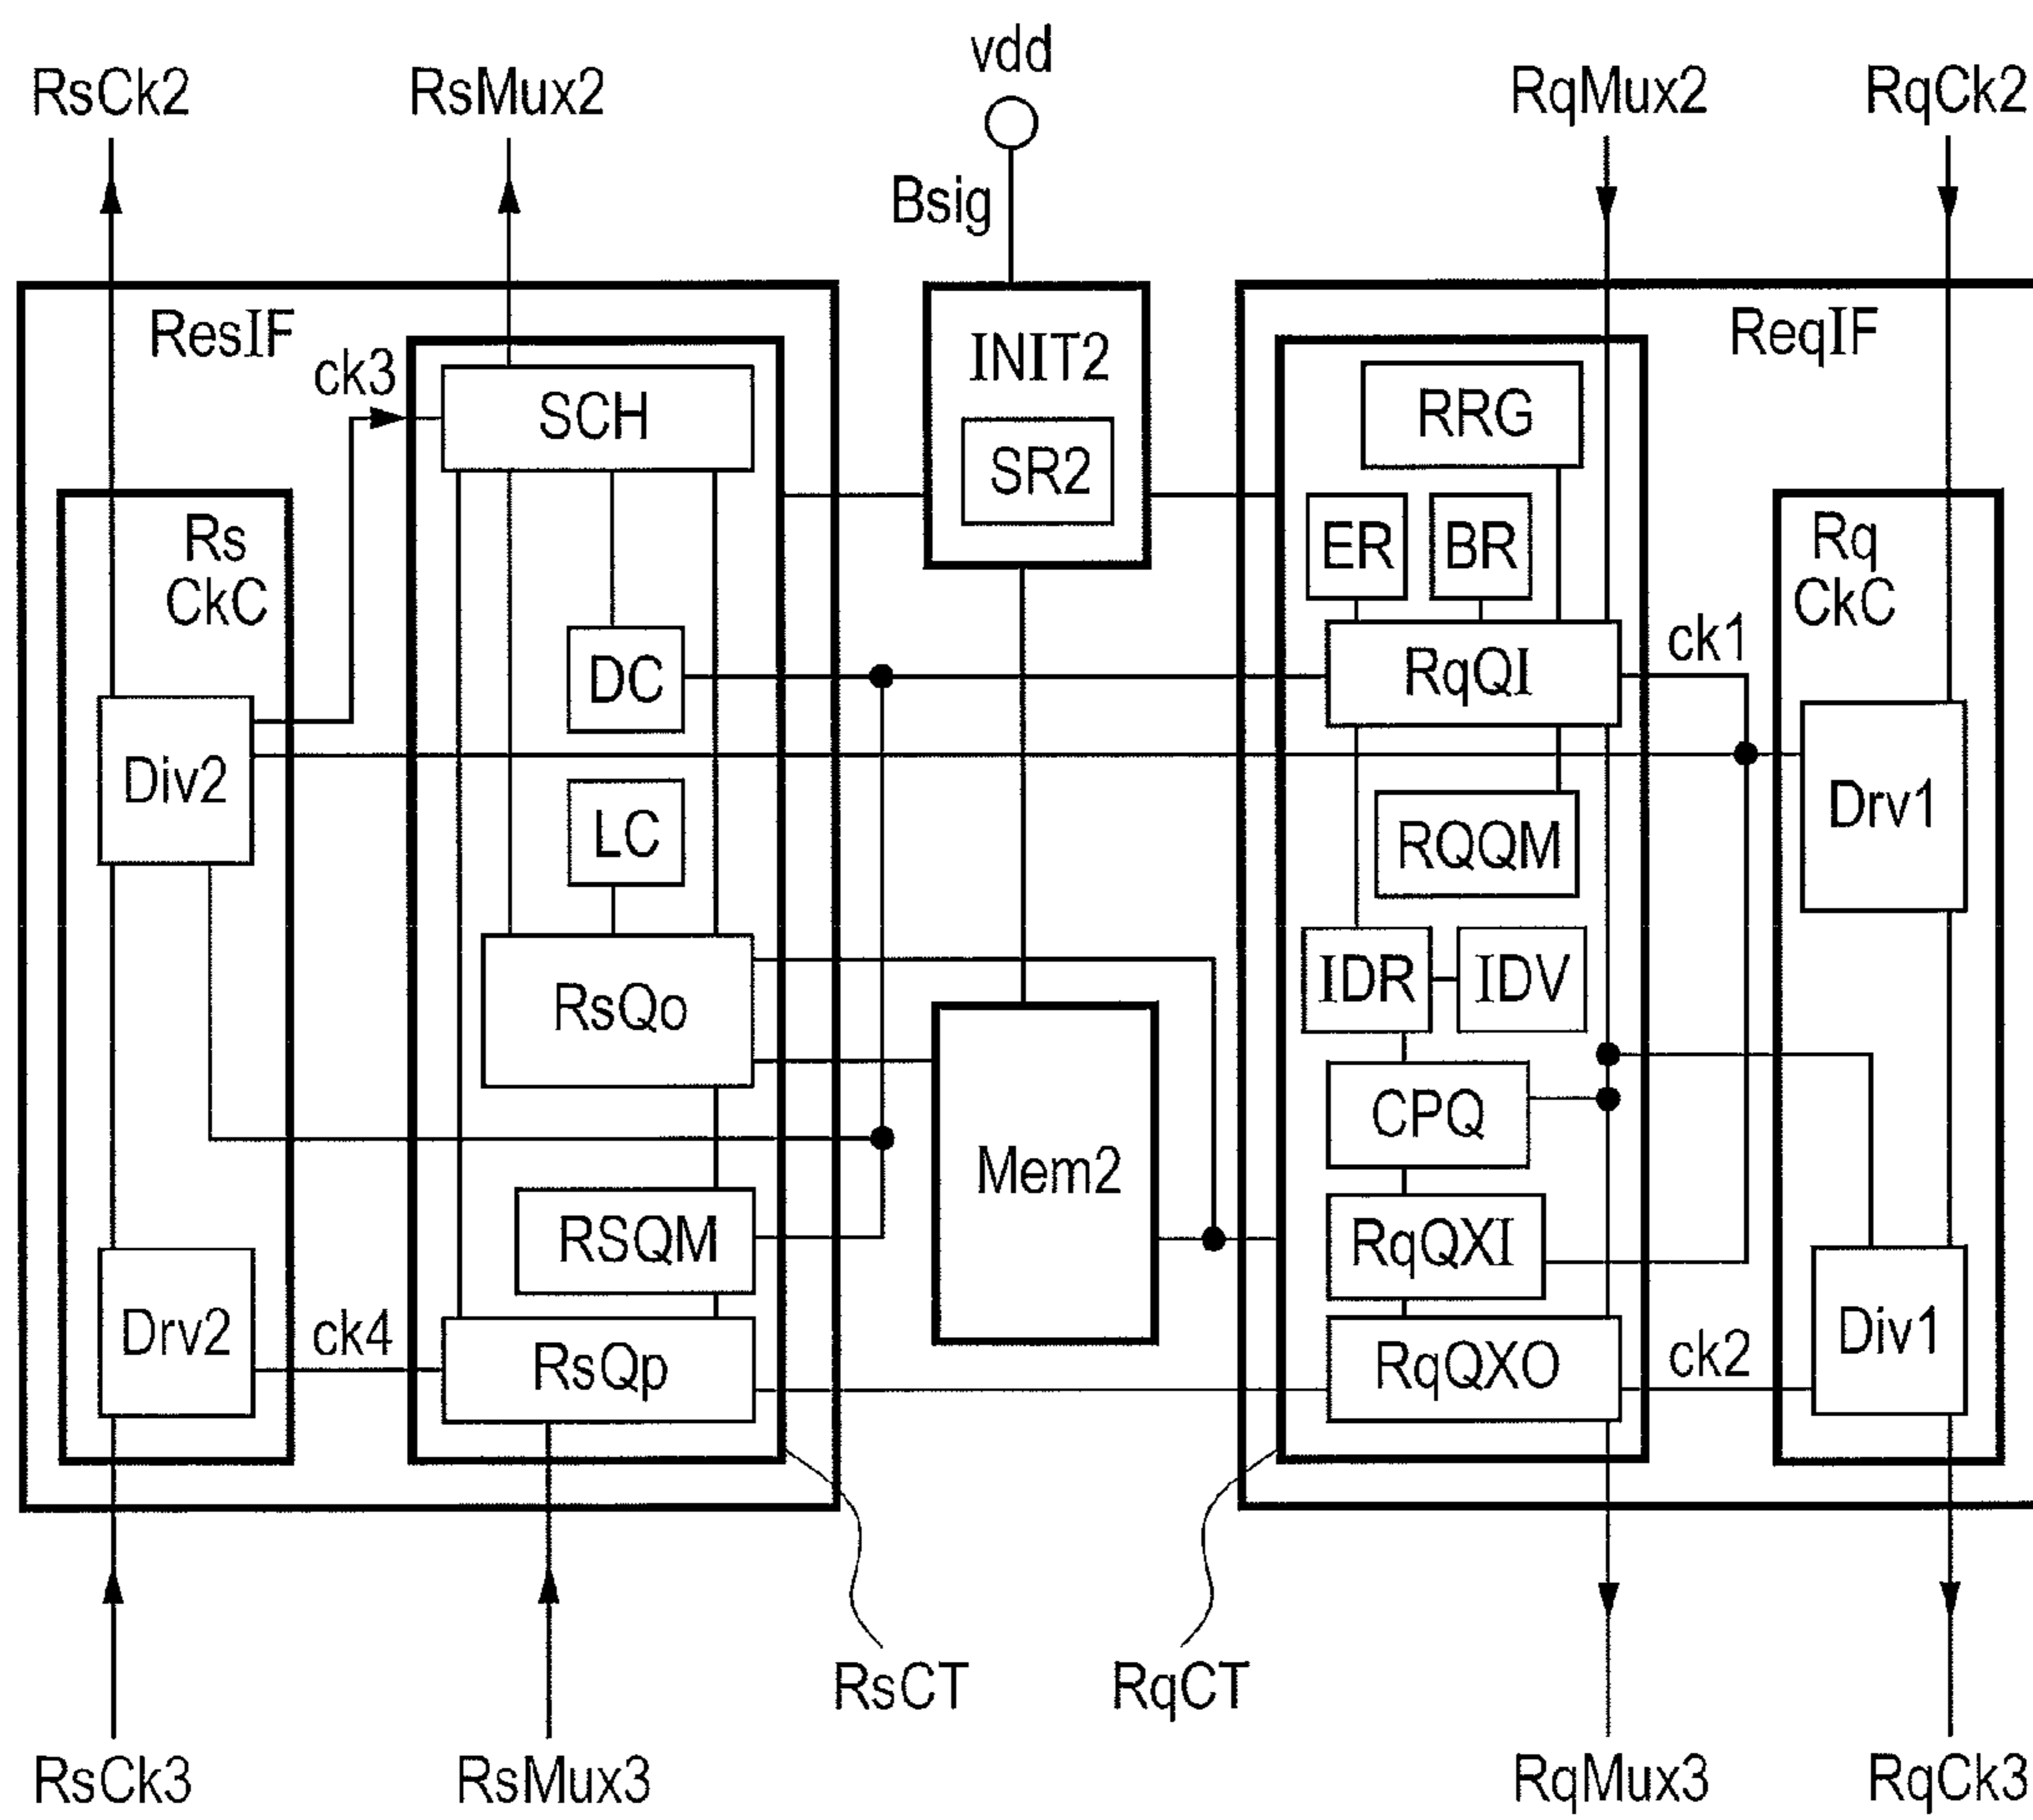 vdd
RsCk2
RsMux2
RqMux2
RqCk2
Bsig
ResIF
INIT2
ReqIF
ck3
SCH
RRG
SR2
Rs
CkC
ER
BR
Rq
CkC
DC
RqQI
ck1
Div2
LC
RQQM
Drv1
RsQo
IDR
IDV
CPQ
Mem2
RSQM
RqQXI
Drv2
ck4
RsQp
RqQXO
ck2
Div1
RsCT
RqCT
RsCk3
RsMux3
RqMux3
RqCk3